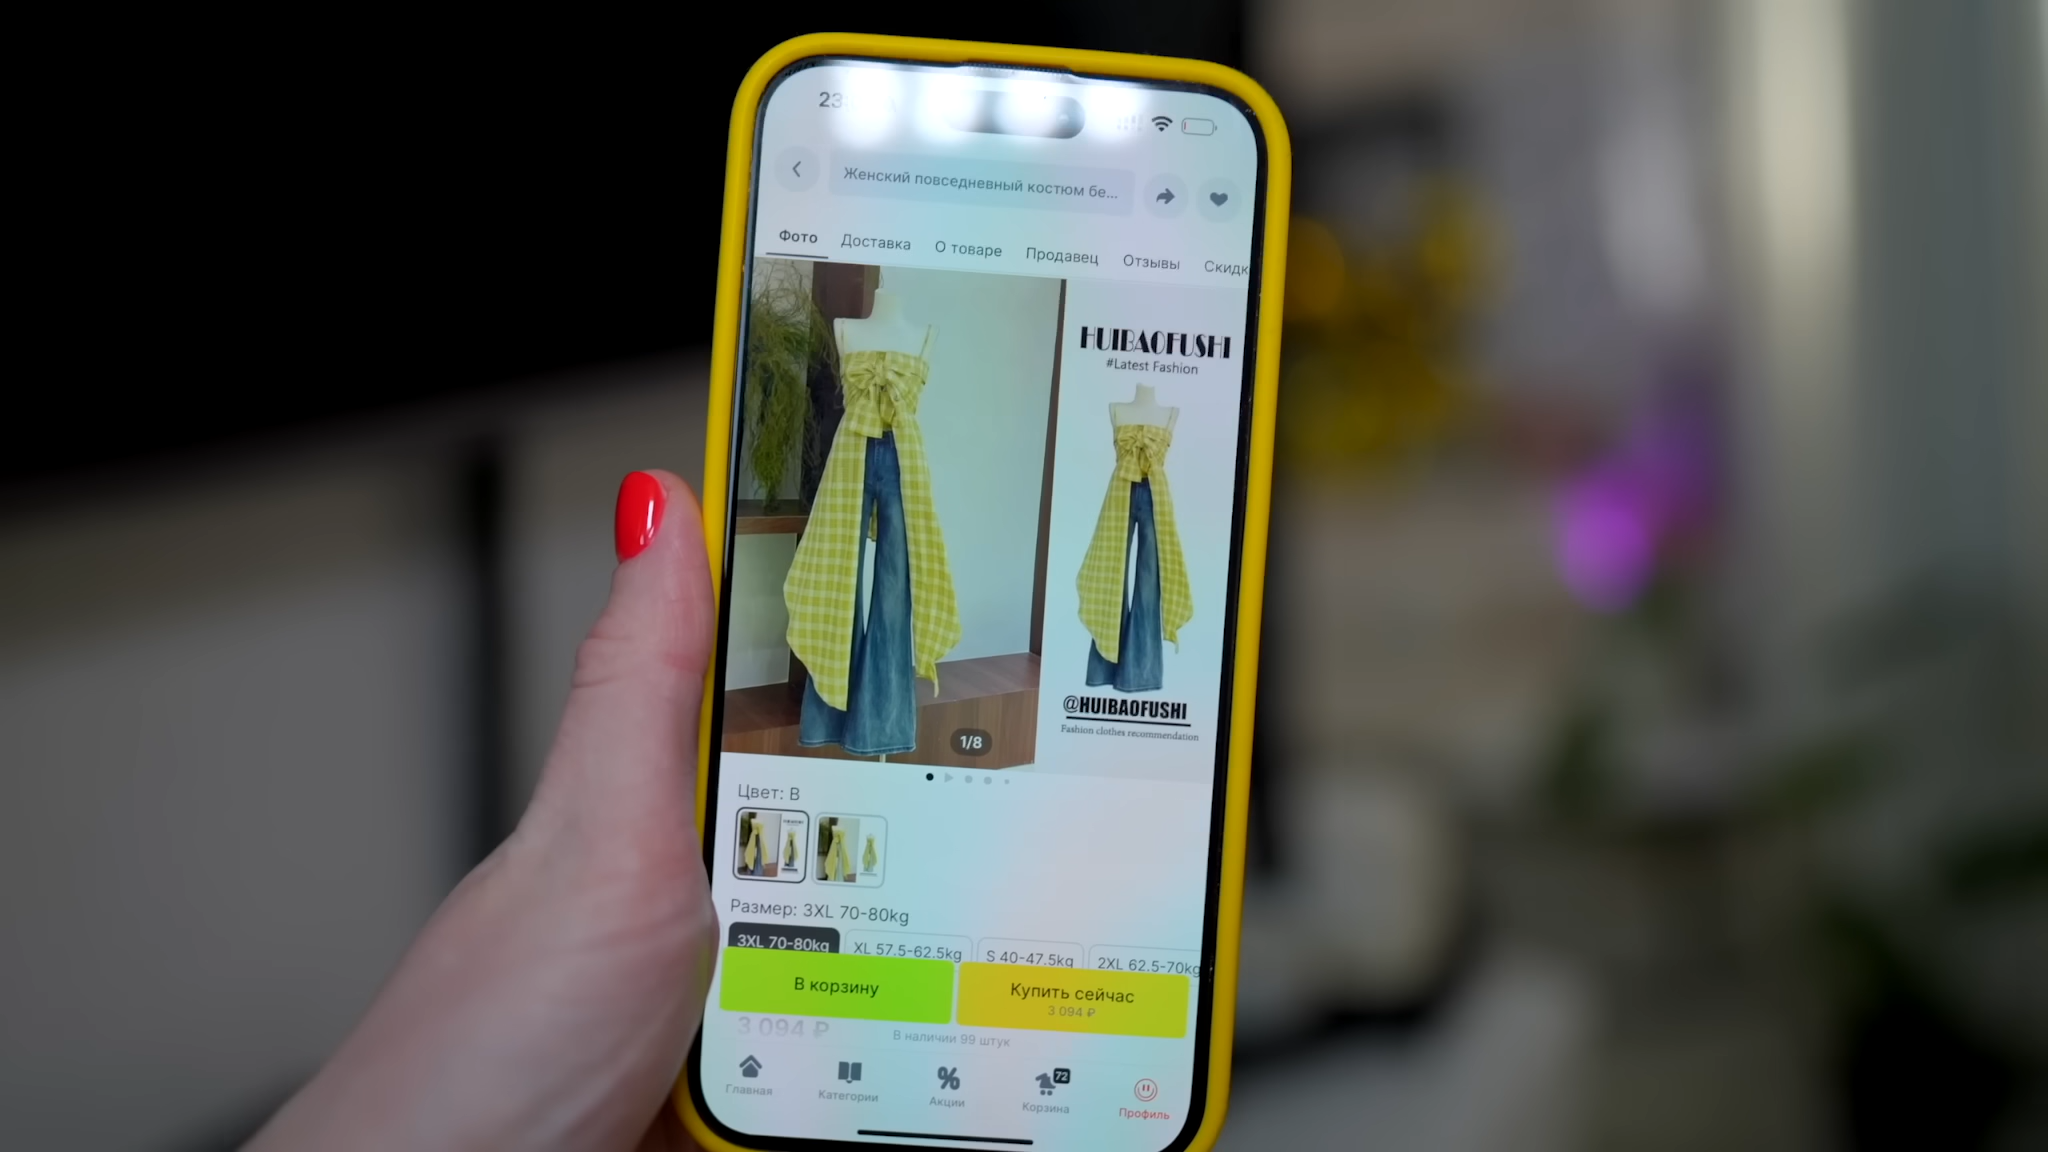 23
Женский повседневный костюм бе...
Фото Доставка О товаре Продавец Отзывы Скидк
HUIBAOFUSHI
#Latest Fashion
@HUIBAOFUSHI
Fashion clothes recommendation
1/8
Цвет: B
Размер: 3XL 70-80kg
3XL 70-80kg XL 57.5-62.5kg S 40-47.5kg 2XL 62.5-70kg
В корзину
Купить сейчас
3 094 ₽
3 094 ₽
В наличии 99 штук
72
Главная Категории Акции Корзина Профиль